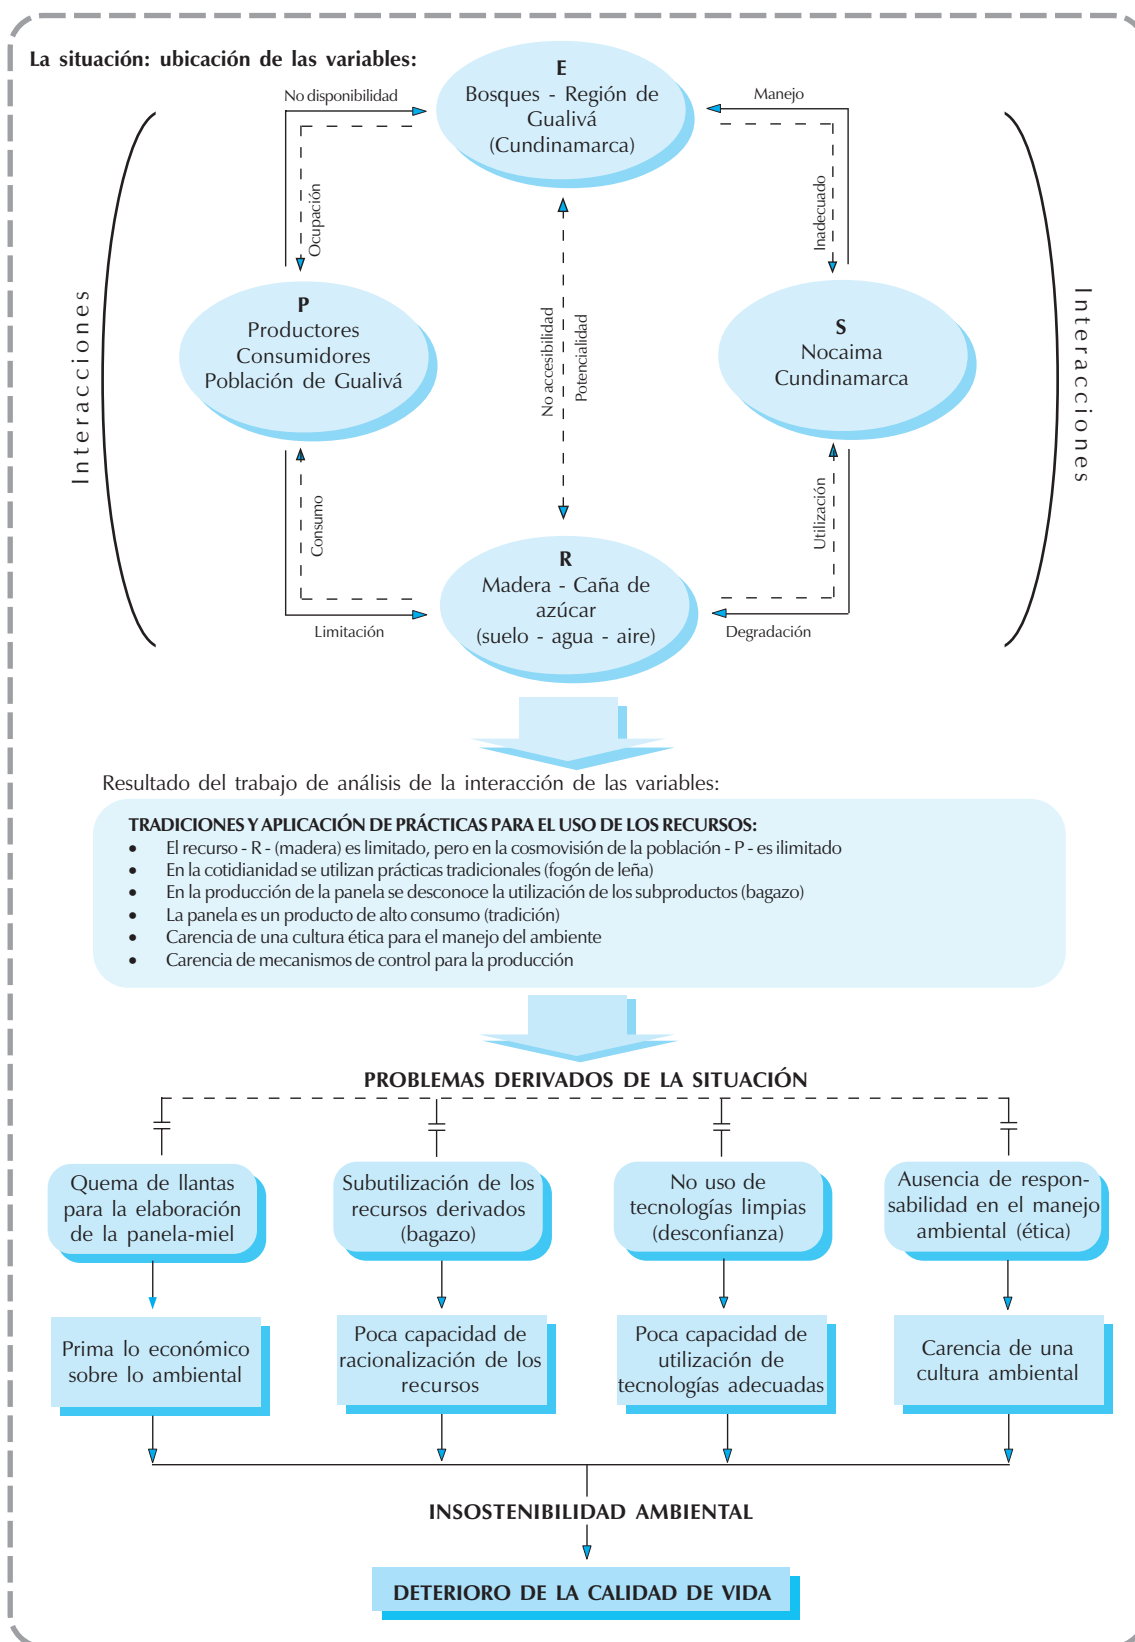 La situación: ubicación de las variables:
E
Bosques - Región de
Gualivá
(Cundinamarca)
No disponibilidad
Manejo
Ocupación
Inadecuado
Interacciones
P
Productores
Consumidores
Población de Gualivá
No accesibilidad
Potencialidad
S
Nocaima
Cundinamarca
Interacciones
Consumo
Utilización
R
Madera - Caña de
azúcar
(suelo - agua - aire)
Limitación
Degradación
Resultado del trabajo de análisis de la interacción de las variables:
TRADICIONES Y APLICACIÓN DE PRÁCTICAS PARA EL USO DE LOS RECURSOS:
• El recurso - R - (madera) es limitado, pero en la cosmovisión de la población - P - es ilimitado
• En la cotidianidad se utilizan prácticas tradicionales (fogón de leña)
• En la producción de la panela se desconoce la utilización de los subproductos (bagazo)
• La panela es un producto de alto consumo (tradición)
• Carencia de una cultura ética para el manejo del ambiente
• Carencia de mecanismos de control para la producción
PROBLEMAS DERIVADOS DE LA SITUACIÓN
Quema de llantas
para la elaboración
de la panela-miel
Subutilización de los
recursos derivados
(bagazo)
No uso de
tecnologías limpias
(desconfianza)
Ausencia de respon-
sabilidad en el manejo
ambiental (ética)
Prima lo económico
sobre lo ambiental
Poca capacidad de
racionalización de los
recursos
Poca capacidad de
utilización de
tecnologías adecuadas
Carencia de una
cultura ambiental
INSOSTENIBILIDAD AMBIENTAL
DETERIORO DE LA CALIDAD DE VIDA